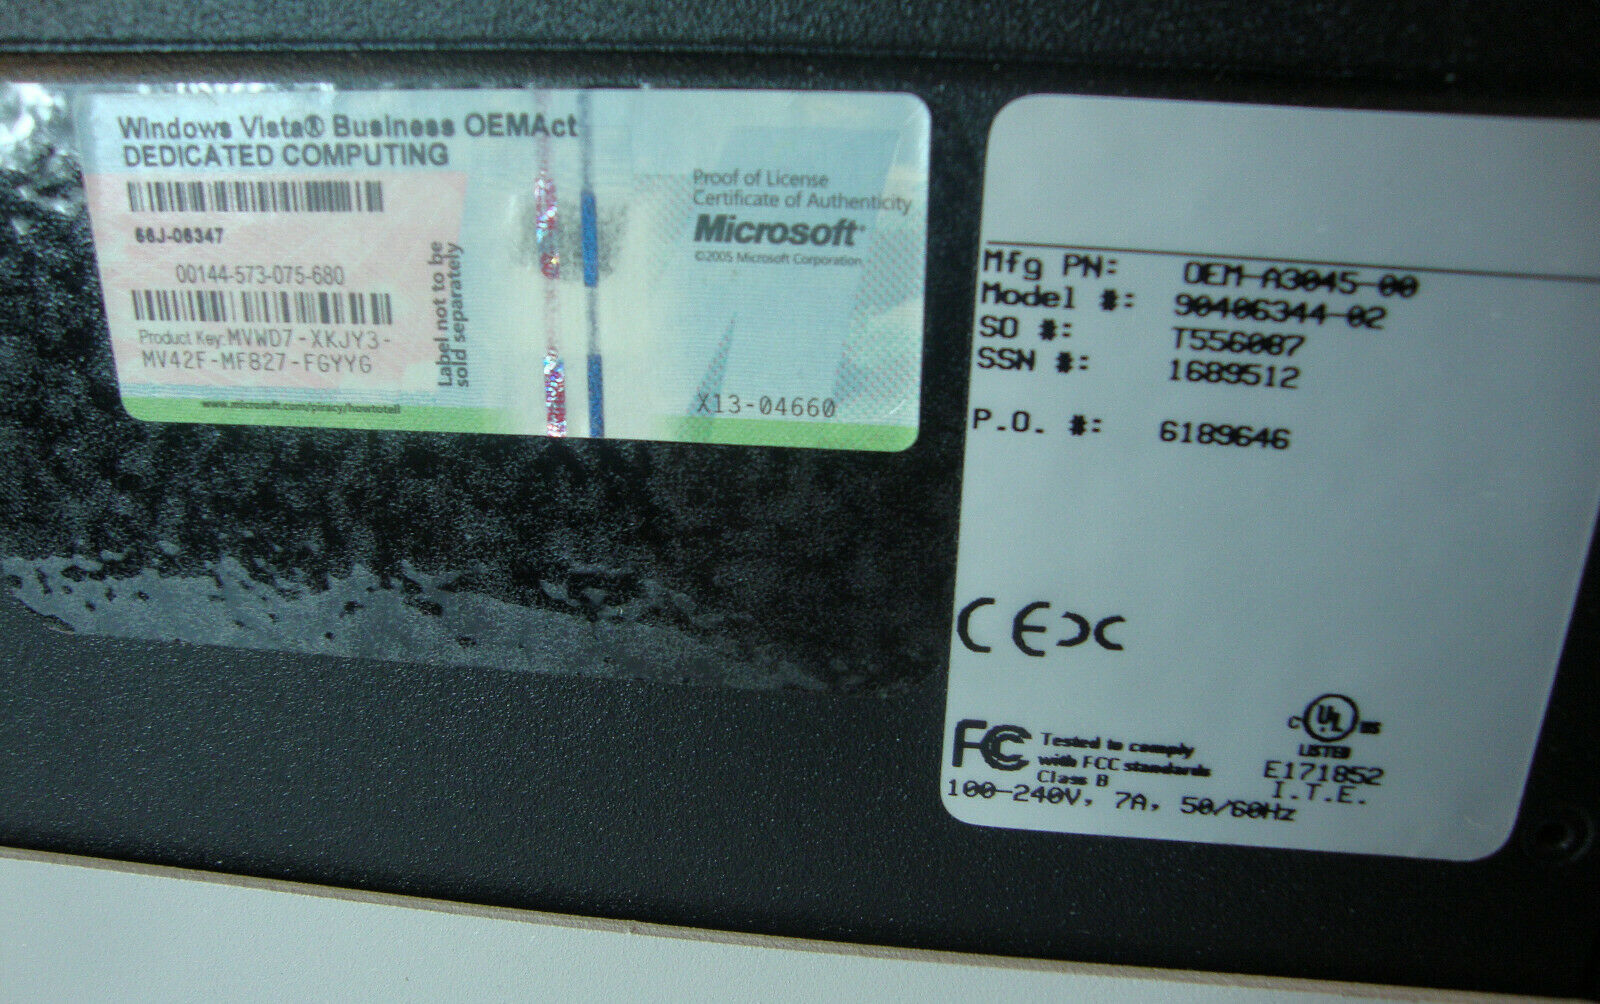 Windows Vista® Business OEMAct
DEDICATED COMPUTING
66J-06347
00144-573-075-680
Product Key: MVWD7-XKJY3-
MV42F-MF827-FGYYG
www.microsoft.com/piracy/howtotell
Label not to be
sold separately
Proof of License
Certificate of Authenticity
Microsoft®
©2005 Microsoft Corporation
X13-04660
Mfg PN: OEM-A3045-00
Model #: 90406344-02
SO #: T556087
SSN #: 1689512
P.O. #: 6189646
CE
FC Tested to comply
with FCC standards
Class B
100-240V, 7A, 50/60Hz
C UL US
LISTED
E171852
I.T.E.